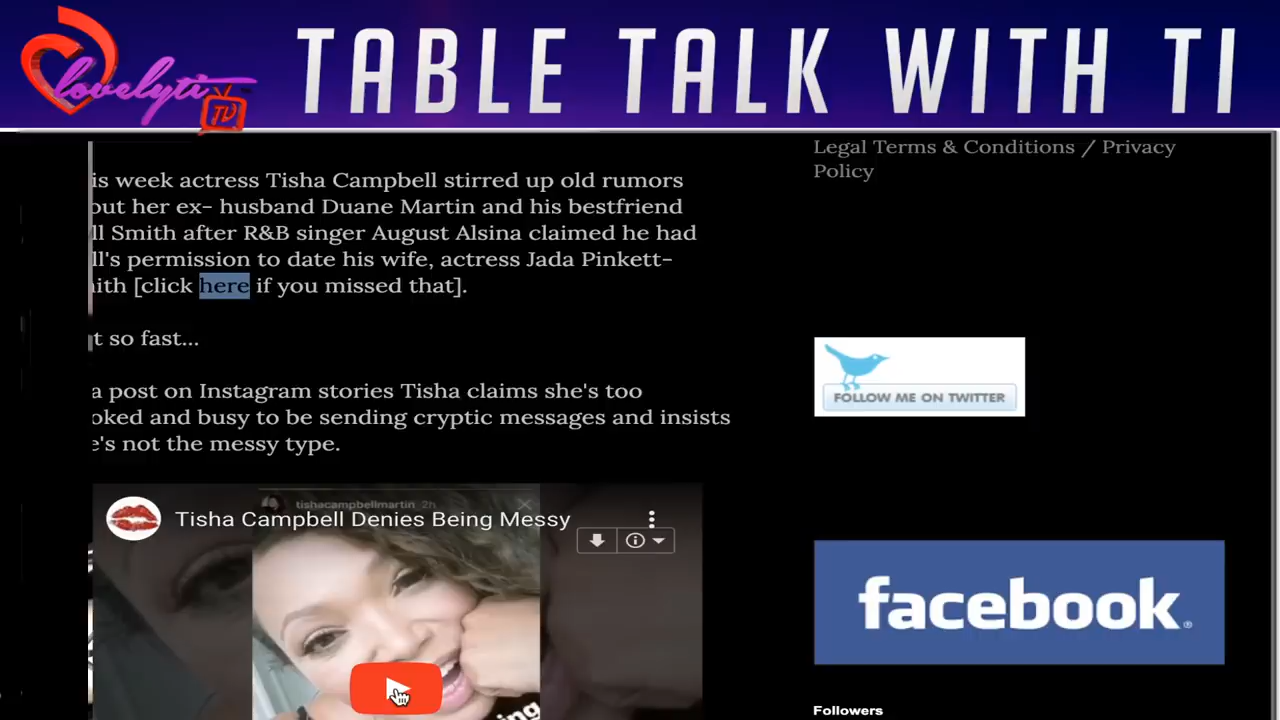 lovelyti TV
TABLE TALK WITH TI
Legal Terms & Conditions / Privacy
Policy
is week actress Tisha Campbell stirred up old rumors
out her ex- husband Duane Martin and his bestfriend
ll Smith after R&B singer August Alsina claimed he had
ll's permission to date his wife, actress Jada Pinkett-
ith [click here if you missed that].
t so fast...
a post on Instagram stories Tisha claims she's too
oked and busy to be sending cryptic messages and insists
e's not the messy type.
FOLLOW ME ON TWITTER
tishacampbellmartin 2h
Tisha Campbell Denies Being Messy
facebook
Followers